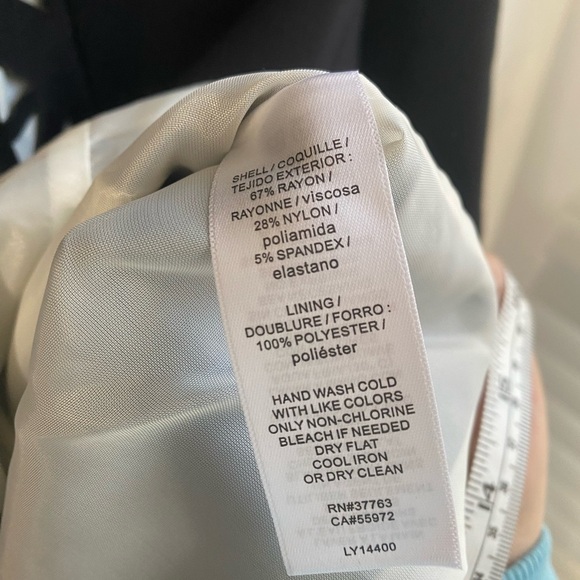 SHELL / COQUILLE /
TEJIDO EXTERIOR :
67% RAYON /
RAYONNE / viscosa
28% NYLON /
poliamida
5% SPANDEX /
elastano
LINING /
DOUBLURE / FORRO :
100% POLYESTER /
poliéster
HAND WASH COLD
WITH LIKE COLORS
ONLY NON-CHLORINE
BLEACH IF NEEDED
DRY FLAT
COOL IRON
OR DRY CLEAN
RN#37763
CA#55972
LY14400